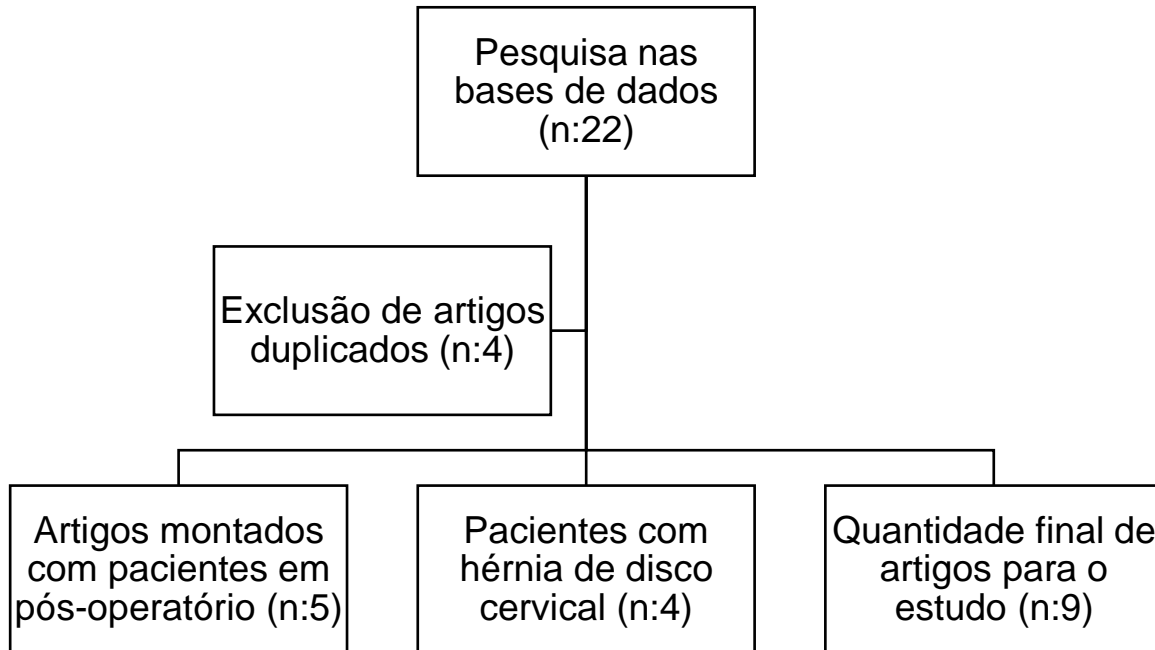 Pesquisa nas
bases de dados
(n:22)
Exclusão de artigos
duplicados (n:4)
Artigos montados
com pacientes em
pós-operatório (n:5)
Pacientes com
hérnia de disco
cervical (n:4)
Quantidade final de
artigos para o
estudo (n:9)